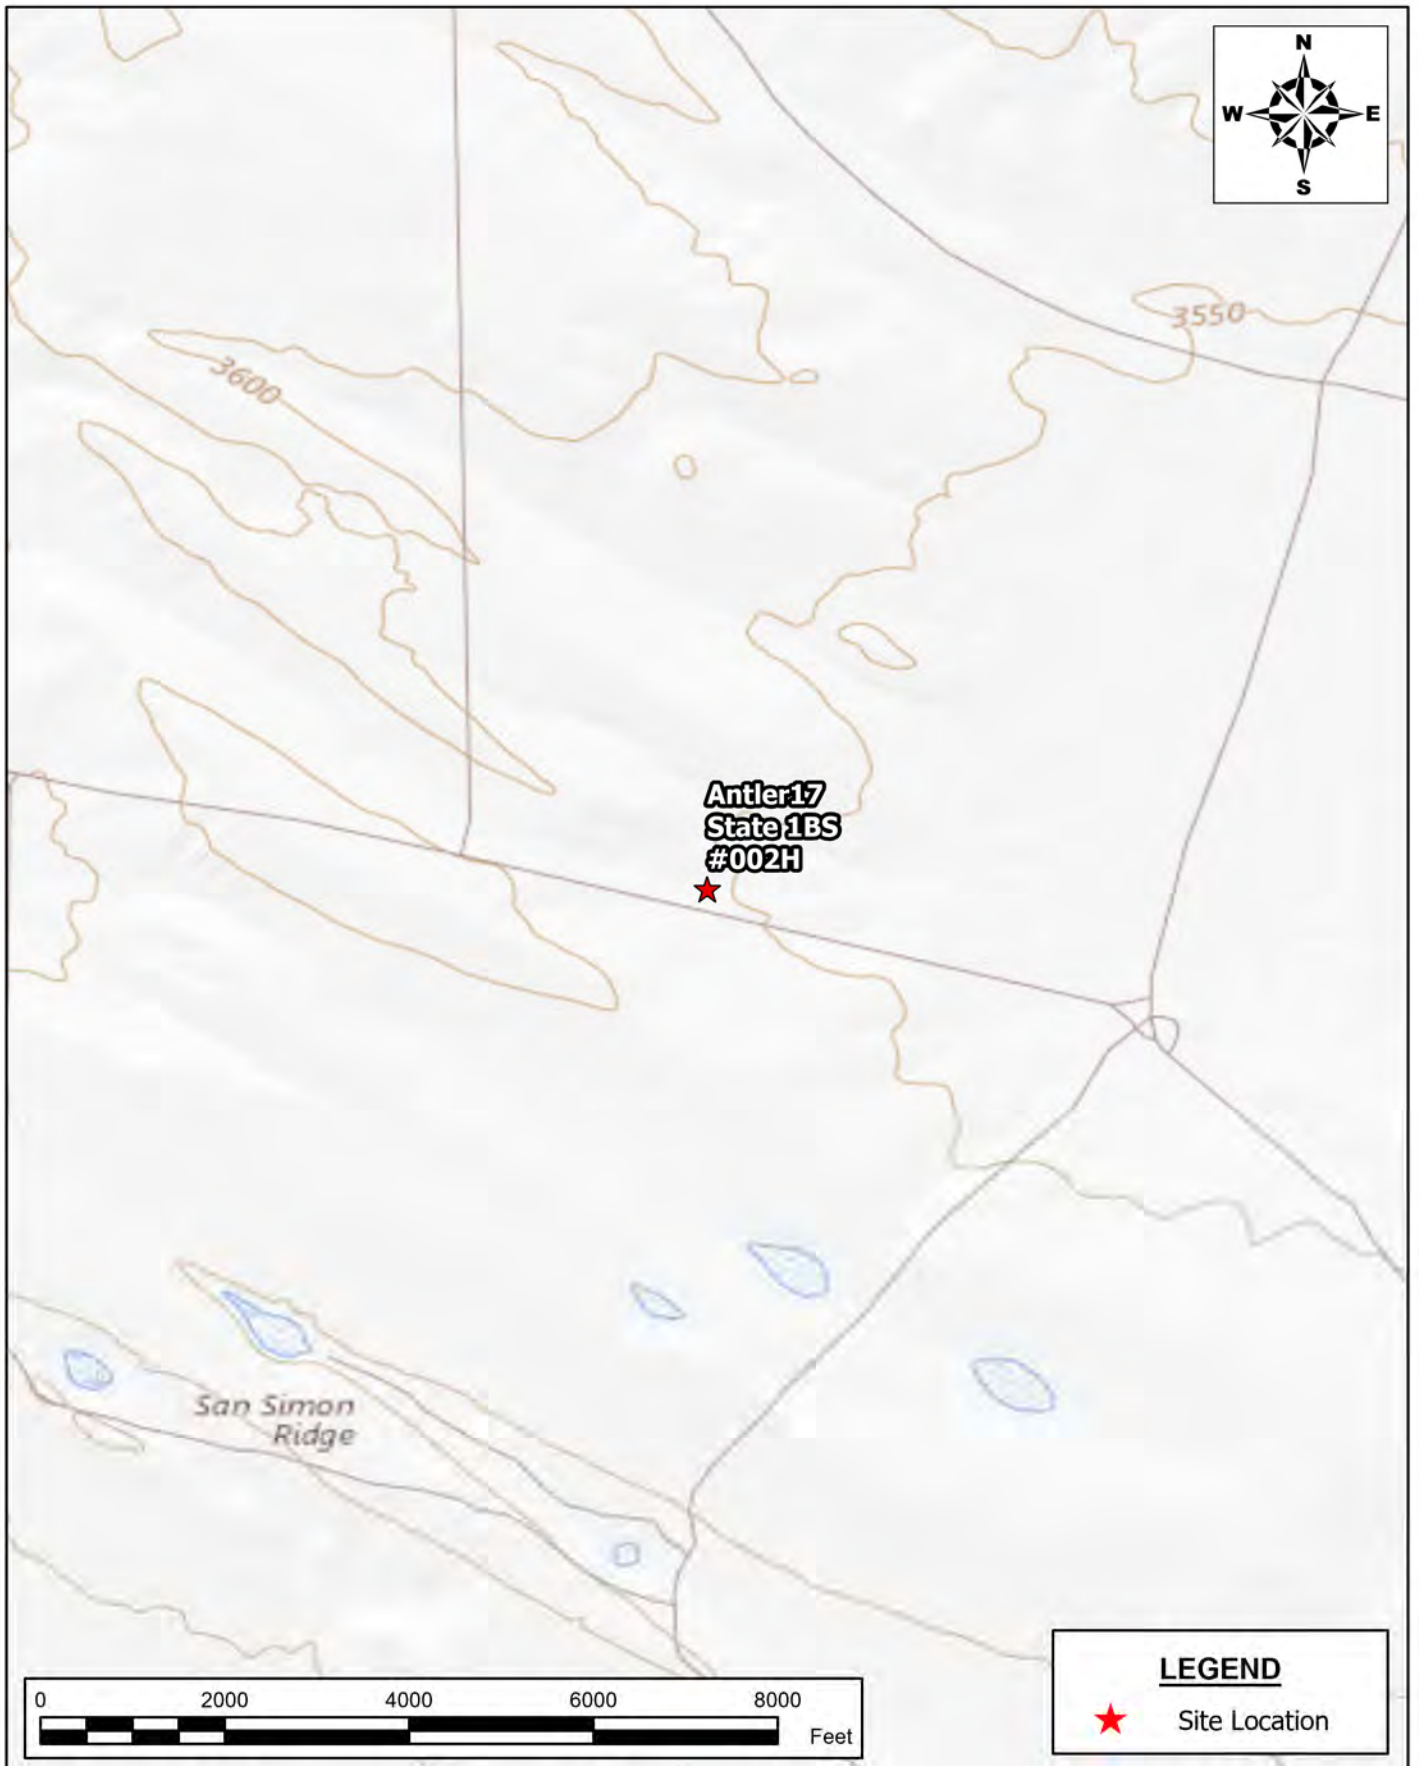 N
W E
S
3550
3600
Antler17
State 1BS
#002H
San Simon
Ridge
LEGEND
Site Location
0 2000 4000 6000 8000
Feet